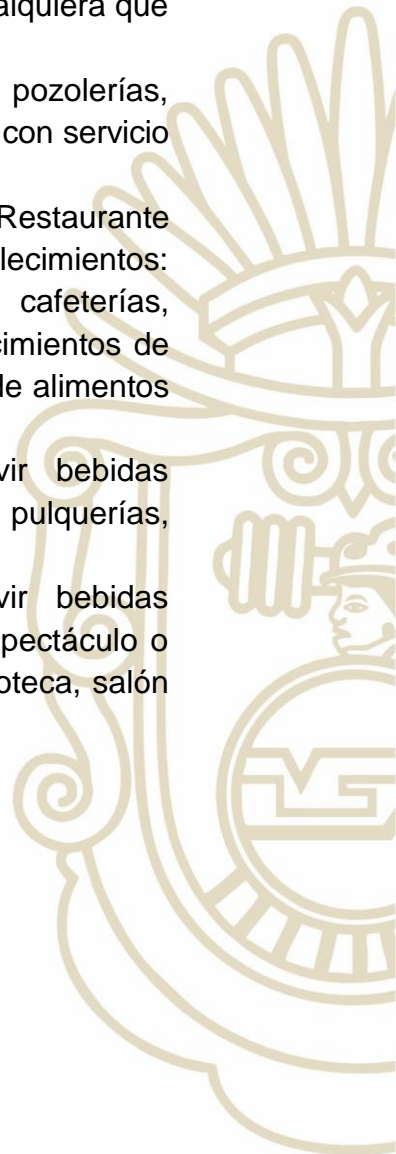 alquiera que
pozolerías,
con servicio
Restaurante
lecimientos:
cafeterías,
cimientos de
de alimentos
vir bebidas
pulquerías,
vir bebidas
spectáculo o
oteca, salón